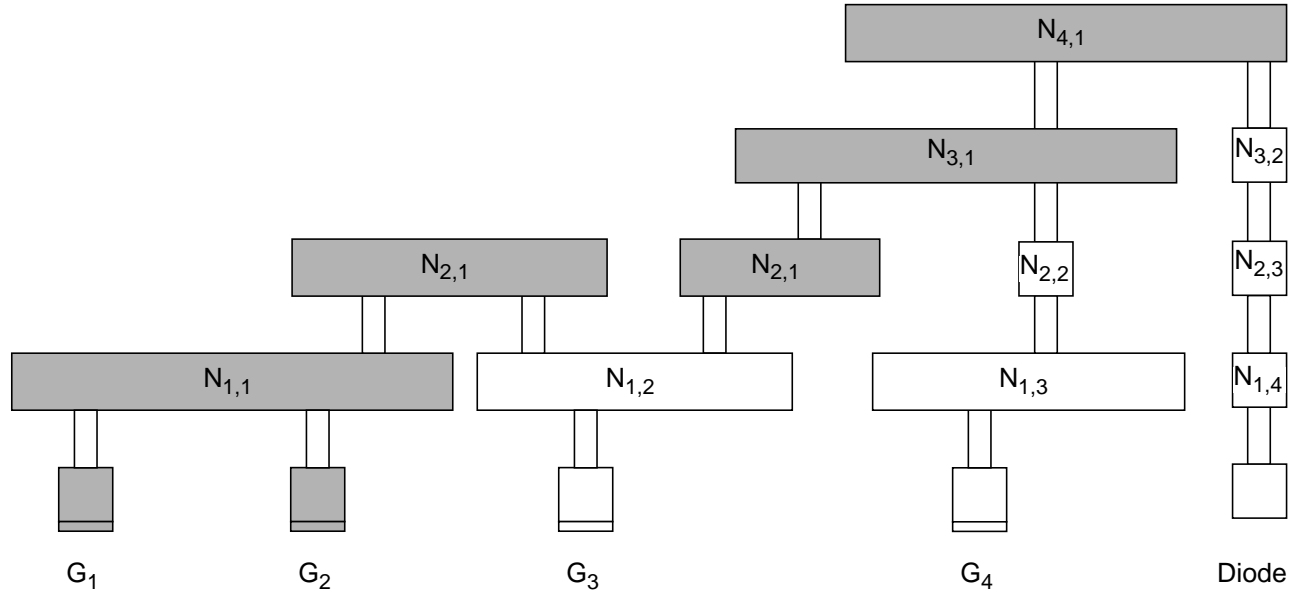 N4,1
N3,1
N3,2
N2,1
N2,1
N2,2
N2,3
N1,1
N1,2
N1,3
N1,4
G1
G2
G3
G4
Diode